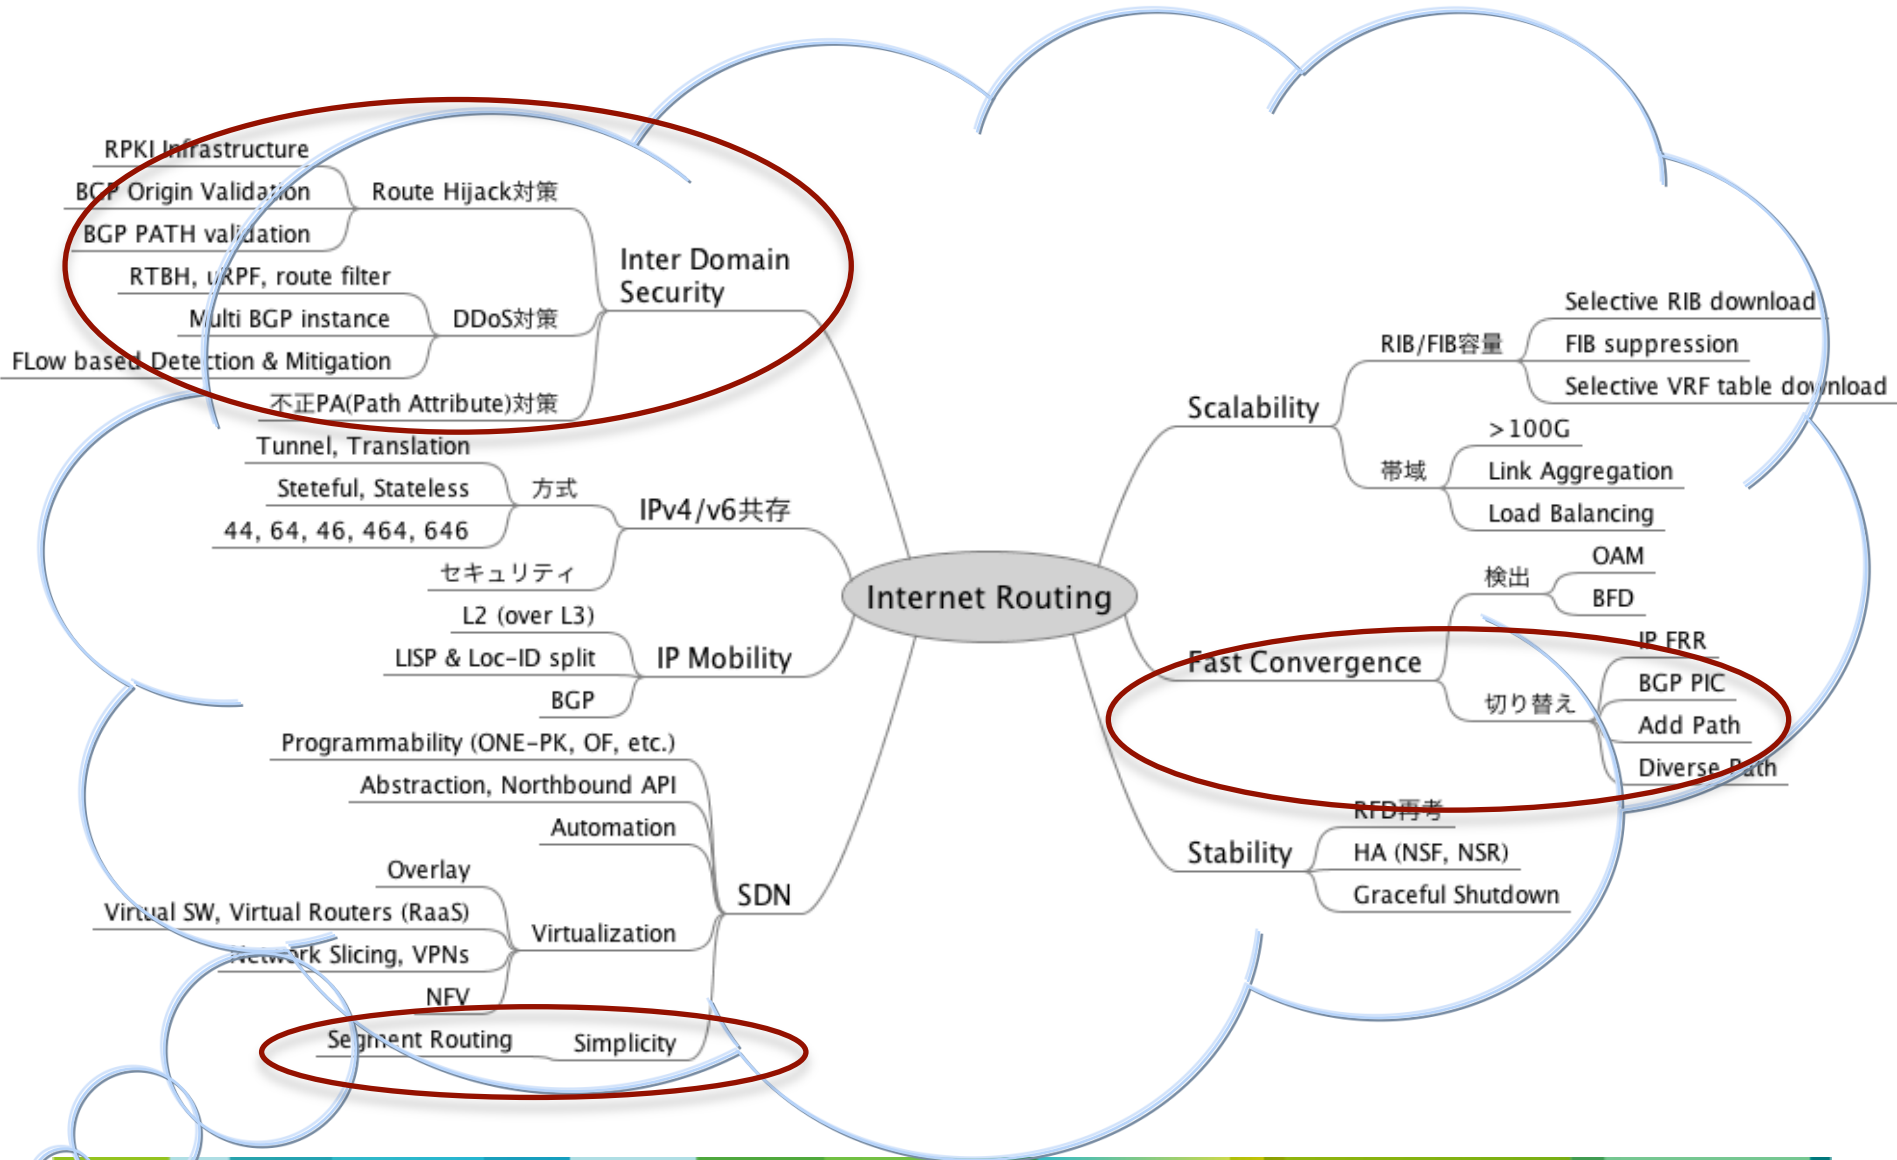 RPKI Infrastructure
BGP Origin Validation
BGP PATH validation
Route Hijack対策
RTBH, uRPF, route filter
Multi BGP instance
FLow based Detection & Mitigation
DDoS対策
不正PA(Path Attribute)対策
Inter Domain
Security
Tunnel, Translation
Steteful, Stateless
44, 64, 46, 464, 646
方式
セキュリティ
IPv4/v6共存
L2 (over L3)
LISP & Loc-ID split
BGP
IP Mobility
Programmability (ONE-PK, OF, etc.)
Abstraction, Northbound API
Automation
Overlay
Virtual SW, Virtual Routers (RaaS)
Network Slicing, VPNs
NFV
Virtualization
Segment Routing
Simplicity
SDN
Internet Routing
Scalability
RIB/FIB容量
Selective RIB download
FIB suppression
Selective VRF table download
帯域
>100G
Link Aggregation
Load Balancing
Fast Convergence
検出
OAM
BFD
切り替え
IP FRR
BGP PIC
Add Path
Diverse Path
Stability
RFD再考
HA (NSF, NSR)
Graceful Shutdown